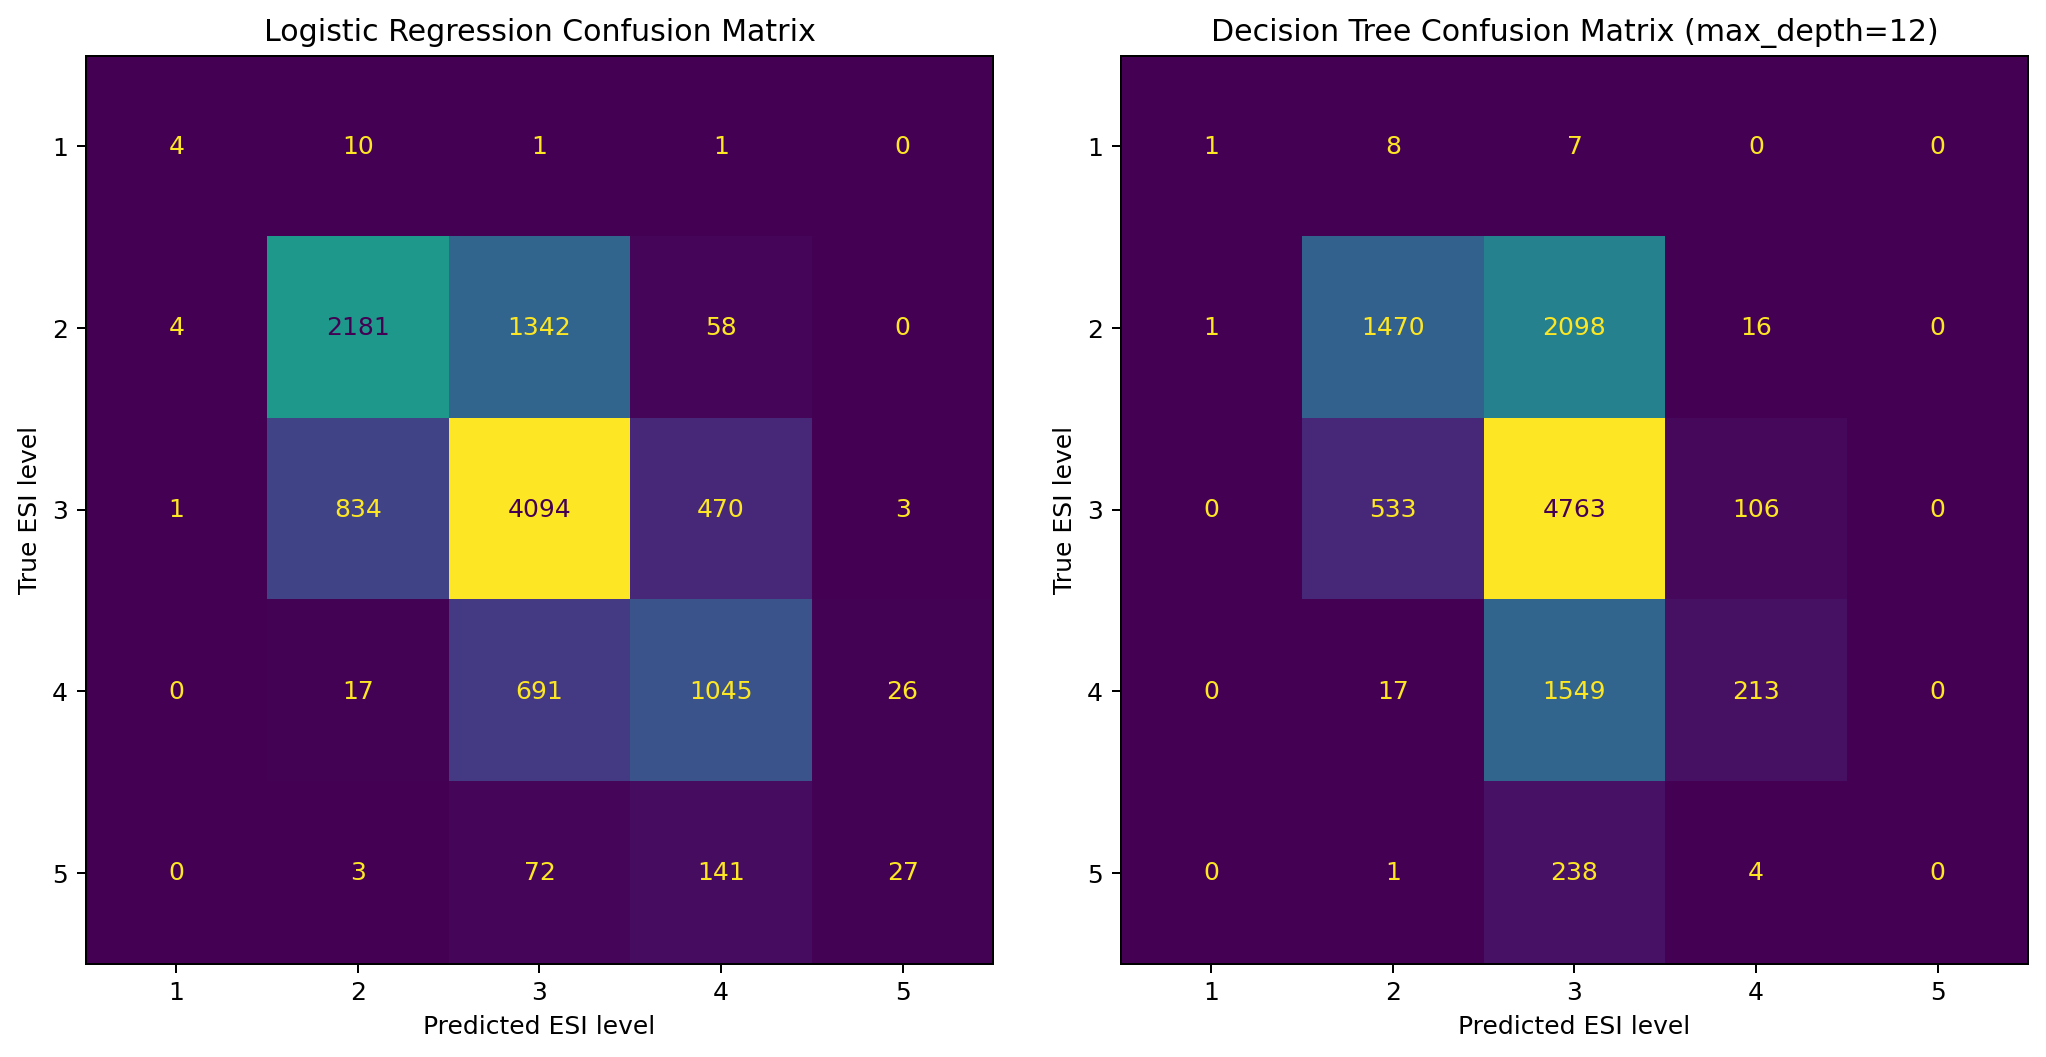 Logistic Regression Confusion Matrix
True ESI level
1 4 10 1 1 0
2 4 2181 1342 58 0
3 1 834 4094 470 3
4 0 17 691 1045 26
5 0 3 72 141 27
1 2 3 4 5
Predicted ESI level
Decision Tree Confusion Matrix (max_depth=12)
True ESI level
1 1 8 7 0 0
2 1 1470 2098 16 0
3 0 533 4763 106 0
4 0 17 1549 213 0
5 0 1 238 4 0
1 2 3 4 5
Predicted ESI level